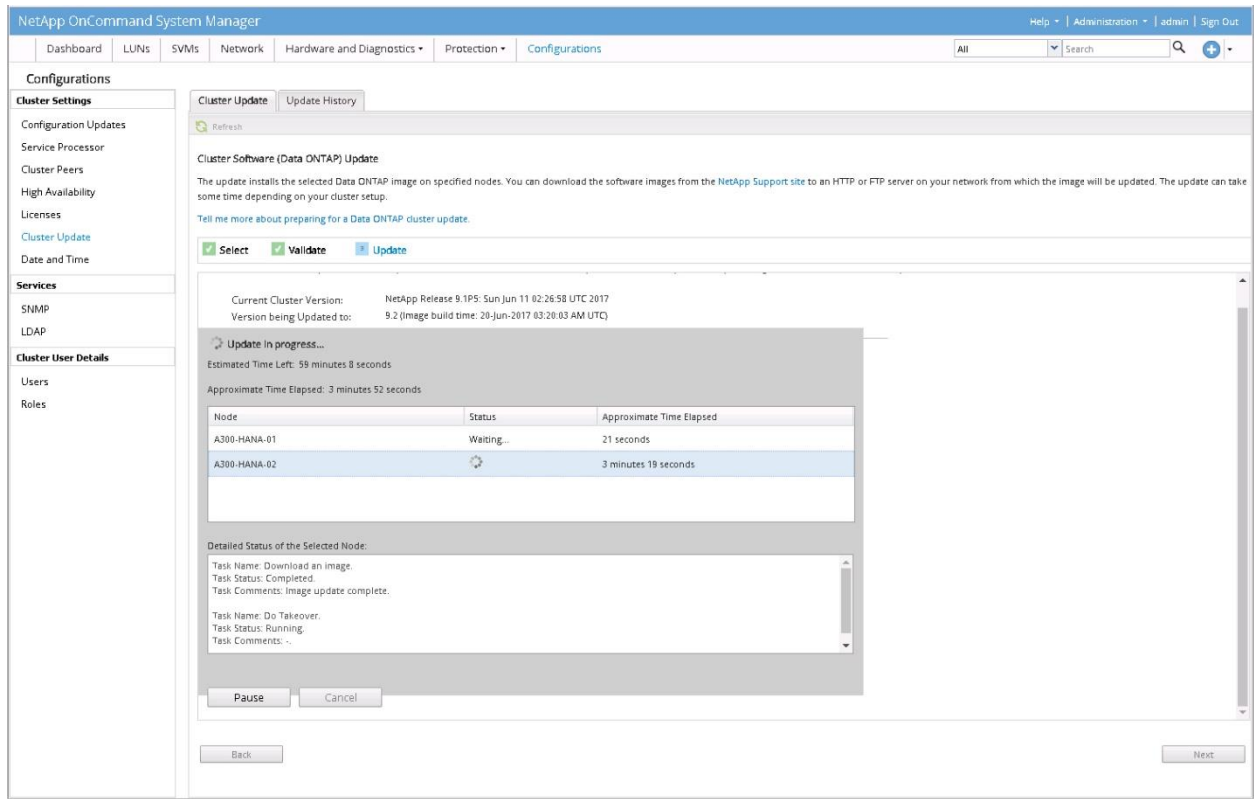 NetApp OnCommand System Manager
Help | Administration | admin | Sign Out
Dashboard LUNs SVMs Network Hardware and Diagnostics Protection Configurations
All Search
Configurations
Cluster Settings
Configuration Updates
Service Processor
Cluster Peers
High Availability
Licenses
Cluster Update
Date and Time
Services
SNMP
LDAP
Cluster User Details
Users
Roles
Cluster Update Update History
Refresh
Cluster Software (Data ONTAP) Update
The update installs the selected Data ONTAP image on specified nodes. You can download the software images from the NetApp Support site to an HTTP or FTP server on your network from which the image will be updated. The update can take
some time depending on your cluster setup.
Tell me more about preparing for a Data ONTAP cluster update.
Select Validate 3 Update
Current Cluster Version: NetApp Release 9.1P5: Sun Jun 11 02:26:58 UTC 2017
Version being Updated to: 9.2 (Image build time: 20-Jun-2017 03:20:03 AM UTC)
Update in progress...
Estimated Time Left: 59 minutes 8 seconds
Approximate Time Elapsed: 3 minutes 52 seconds
Node Status Approximate Time Elapsed
A300-HANA-01 Waiting... 21 seconds
A300-HANA-02 3 minutes 19 seconds
Detailed Status of the Selected Node:
Task Name: Download an image.
Task Status: Completed.
Task Comments: Image update complete.
Task Name: Do Takeover.
Task Status: Running.
Task Comments: -.
Pause Cancel
Back Next